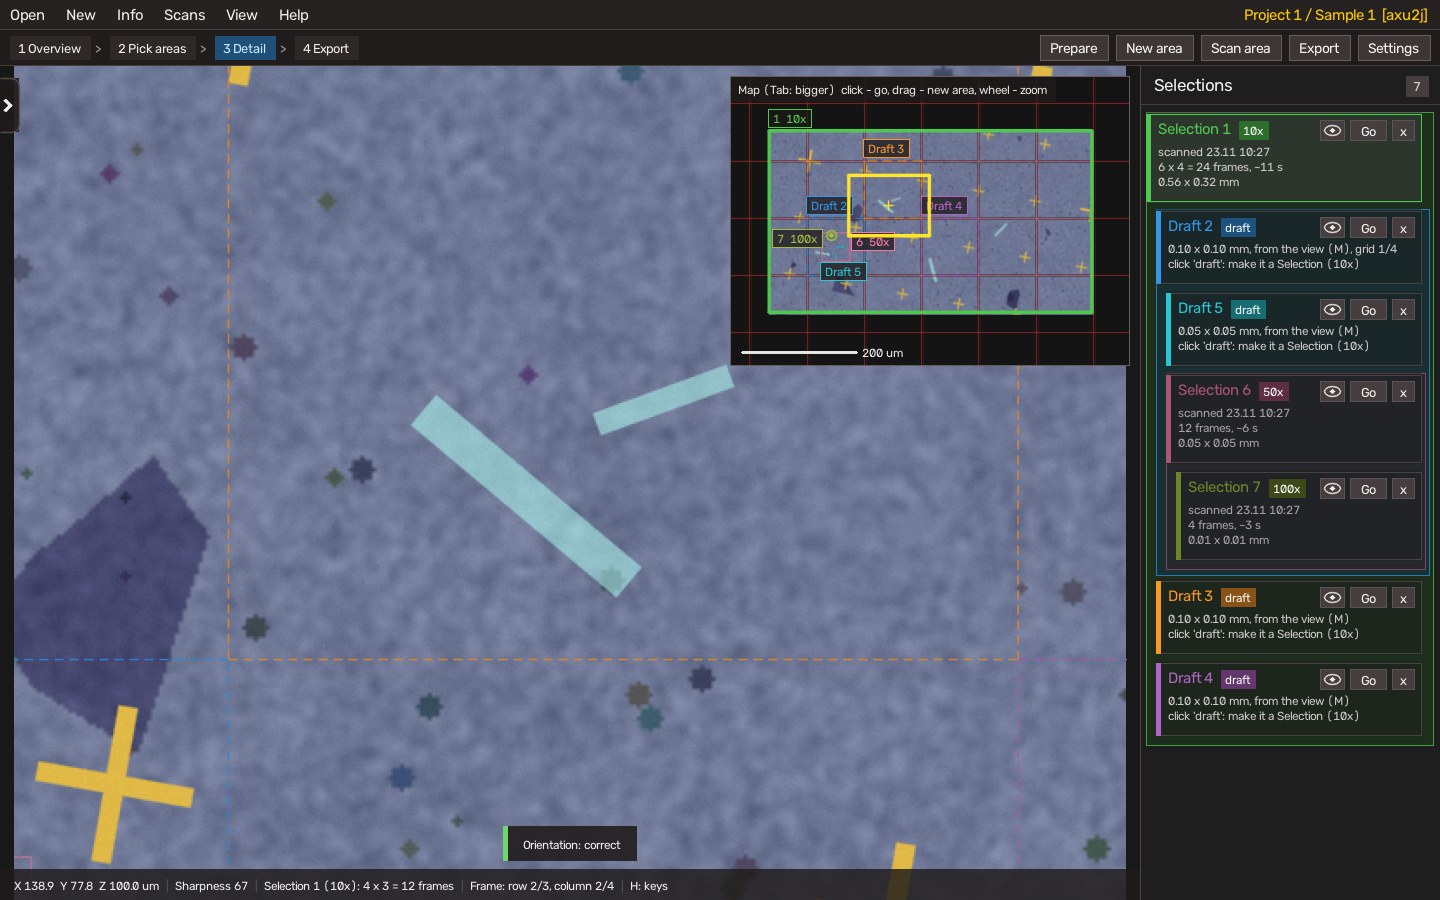 Open New Info Scans View Help Project 1 / Sample 1 [axu2j]
1 Overview > 2 Pick areas > 3 Detail > 4 Export Prepare New area Scan area Export Settings
Map (Tab: bigger) click - go, drag - new area, wheel - zoom
1 10x
Draft 3
Draft 2
Draft 4
7 100x
6 50x
Draft 5
200 um
Selections 7
Selection 1 10x Go x
scanned 23.11 10:27
6 x 4 = 24 frames, ~11 s
0.56 x 0.32 mm
Draft 2 draft Go x
0.10 x 0.10 mm, from the view (M), grid 1/4
click 'draft': make it a Selection (10x)
Draft 5 draft Go x
0.05 x 0.05 mm, from the view (M)
click 'draft': make it a Selection (10x)
Selection 6 50x Go x
scanned 23.11 10:27
12 frames, ~6 s
0.05 x 0.05 mm
Selection 7 100x Go x
scanned 23.11 10:27
4 frames, ~3 s
0.01 x 0.01 mm
Draft 3 draft Go x
0.10 x 0.10 mm, from the view (M)
click 'draft': make it a Selection (10x)
Draft 4 draft Go x
0.10 x 0.10 mm, from the view (M)
click 'draft': make it a Selection (10x)
Orientation: correct
X 138.9 Y 77.8 Z 100.0 um Sharpness 67 Selection 1 (10x): 4 x 3 = 12 frames Frame: row 2/3, column 2/4 H: keys